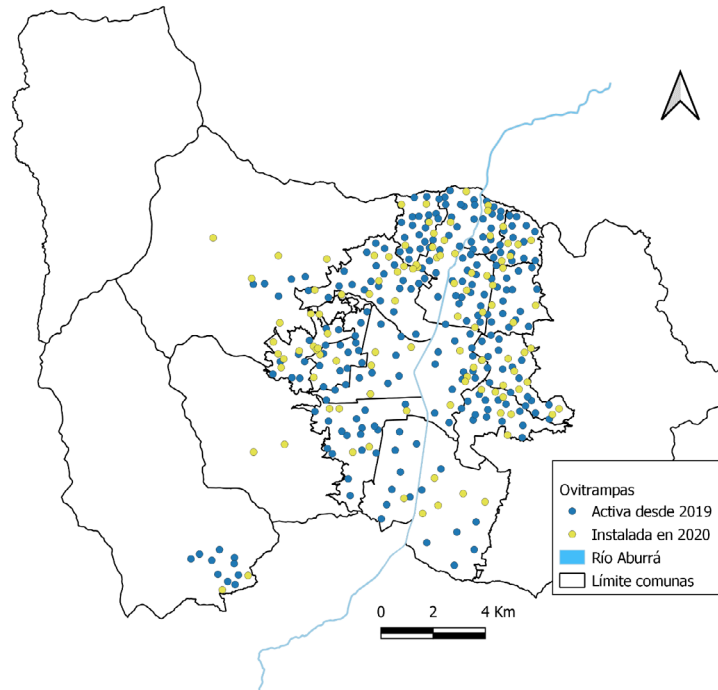 Ovitrampas
Activa desde 2019
Instalada en 2020
Río Aburrá
Límite comunas
0 2 4 Km